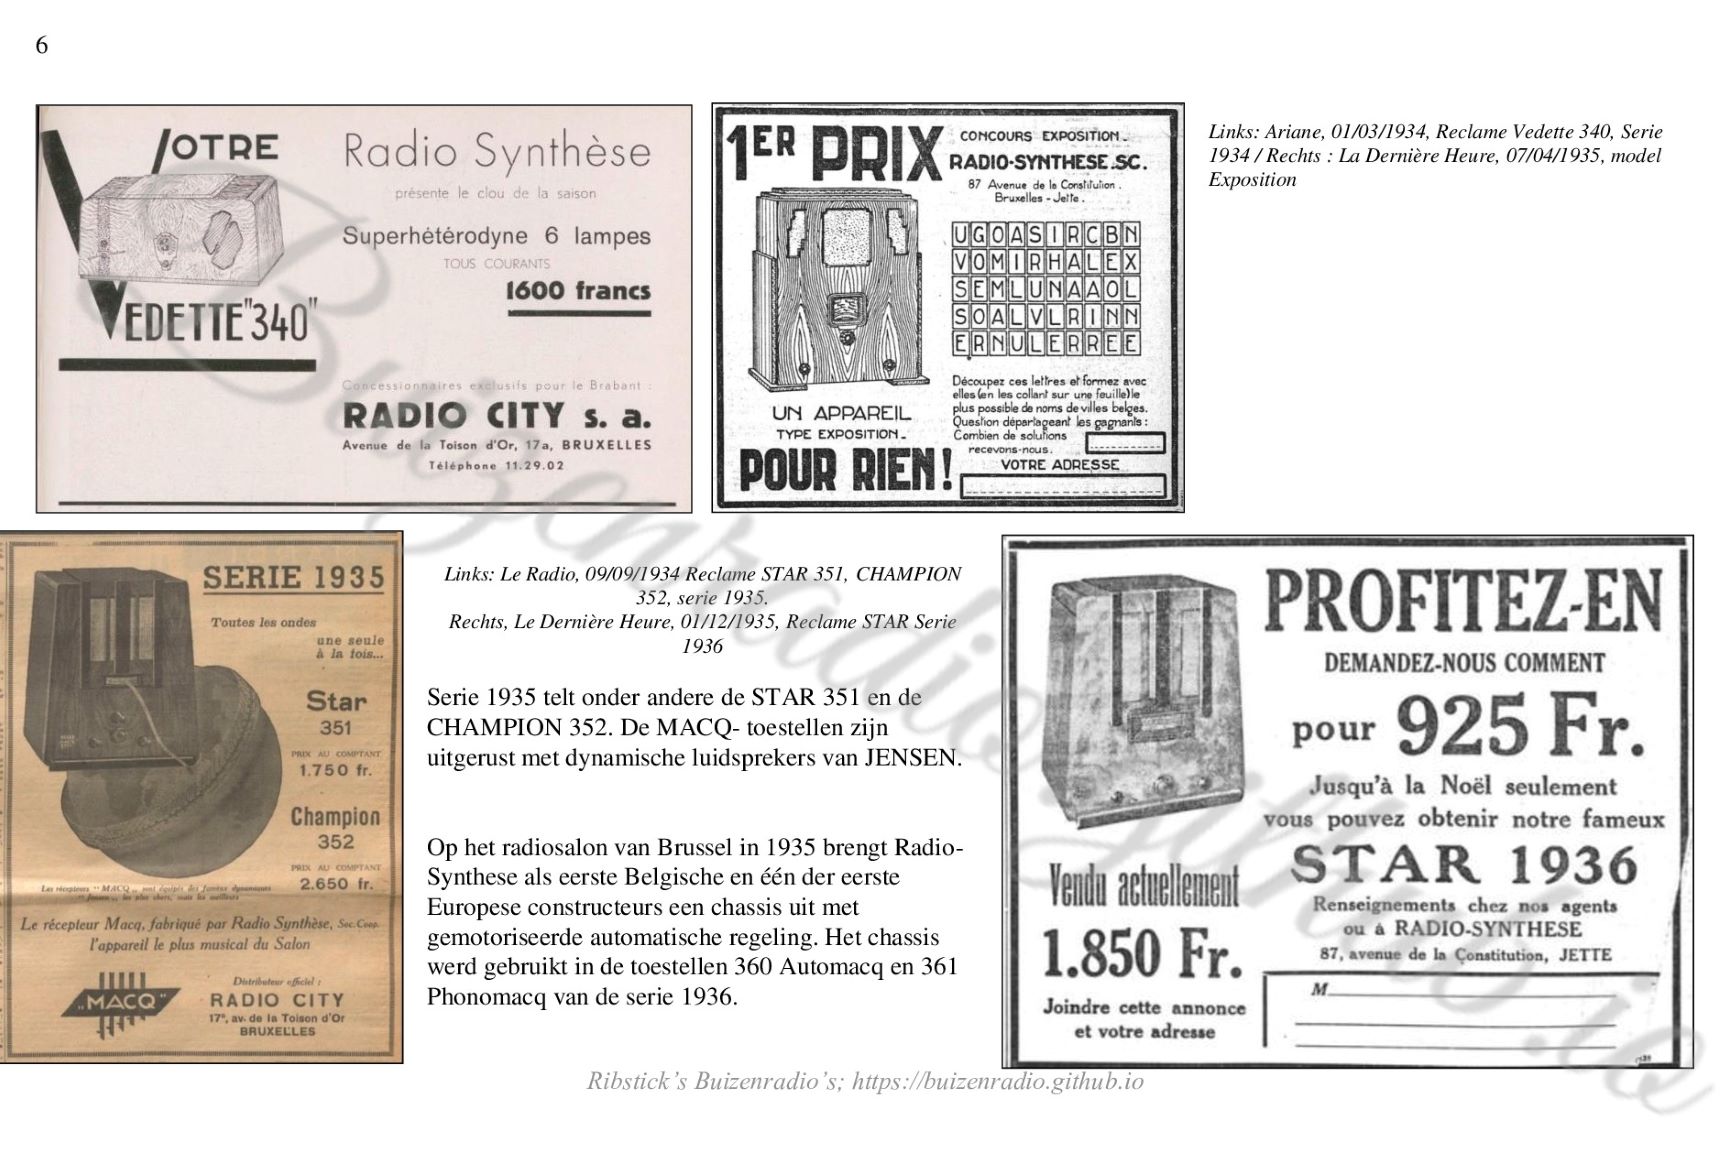 6
VOTRE
VEDETTE "340"
Radio Synthèse
présente le clou de la saison
Superhétérodyne 6 lampes
TOUS COURANTS
1600 francs
Concessionnaires exclusifs pour le Brabant :
RADIO CITY s. a.
Avenue de la Toison d'Or, 17a, BRUXELLES
Téléphone 11.29.02
1ER PRIX
CONCOURS EXPOSITION
RADIO-SYNTHESE.SC.
87 Avenue de la Constitution.
Bruxelles - Jette.
UGOASIRCBN
VOMIRHALEX
SEMLUNAAOL
SOALVLRINN
ERNULERREE
Découpez ces lettres et formez avec
elles (en les collant sur une feuille) le
plus possible de noms de villes belges.
Question départageant les gagnants :
Combien de solutions
recevons-nous.
VOTRE ADRESSE
UN APPAREIL
TYPE EXPOSITION_
POUR RIEN!
Links: Ariane, 01/03/1934, Reclame Vedette 340, Serie
1934 / Rechts : La Dernière Heure, 07/04/1935, model
Exposition
SERIE 1935
Toutes les ondes
une seule
à la fois...
Star
351
PRIX AU COMPTANT
1.750 fr.
Champion
352
PRIX AU COMPTANT
2.650 fr.
Les récepteurs "MACQ" sont équipés des fameux dynamiques
"Jensen", les plus chers, mais les meilleurs
Le récepteur Macq, fabriqué par Radio Synthèse, Soc. Coop.
l'appareil le plus musical du Salon
"MACQ"
Distributeur officiel :
RADIO CITY
17ª, av. de la Toison d'Or
BRUXELLES
Links: Le Radio, 09/09/1934 Reclame STAR 351, CHAMPION
352, serie 1935.
Rechts, Le Dernière Heure, 01/12/1935, Reclame STAR Serie
1936
Serie 1935 telt onder andere de STAR 351 en de
CHAMPION 352. De MACQ- toestellen zijn
uitgerust met dynamische luidsprekers van JENSEN.
Op het radiosalon van Brussel in 1935 brengt Radio-
Synthese als eerste Belgische en één der eerste
Europese constructeurs een chassis uit met
gemotoriseerde automatische regeling. Het chassis
werd gebruikt in de toestellen 360 Automacq en 361
Phonomacq van de serie 1936.
PROFITEZ-EN
DEMANDEZ-NOUS COMMENT
pour 925 Fr.
Jusqu'à la Noël seulement
vous pouvez obtenir notre fameux
STAR 1936
Renseignements chez nos agents
ou à RADIO-SYNTHESE
87, avenue de la Constitution, JETTE
M
Vendu actuellement
1.850 Fr.
Joindre cette annonce
et votre adresse
Ribstick's Buizenradio's; https://buizenradio.github.io
Buizenradio.github.io